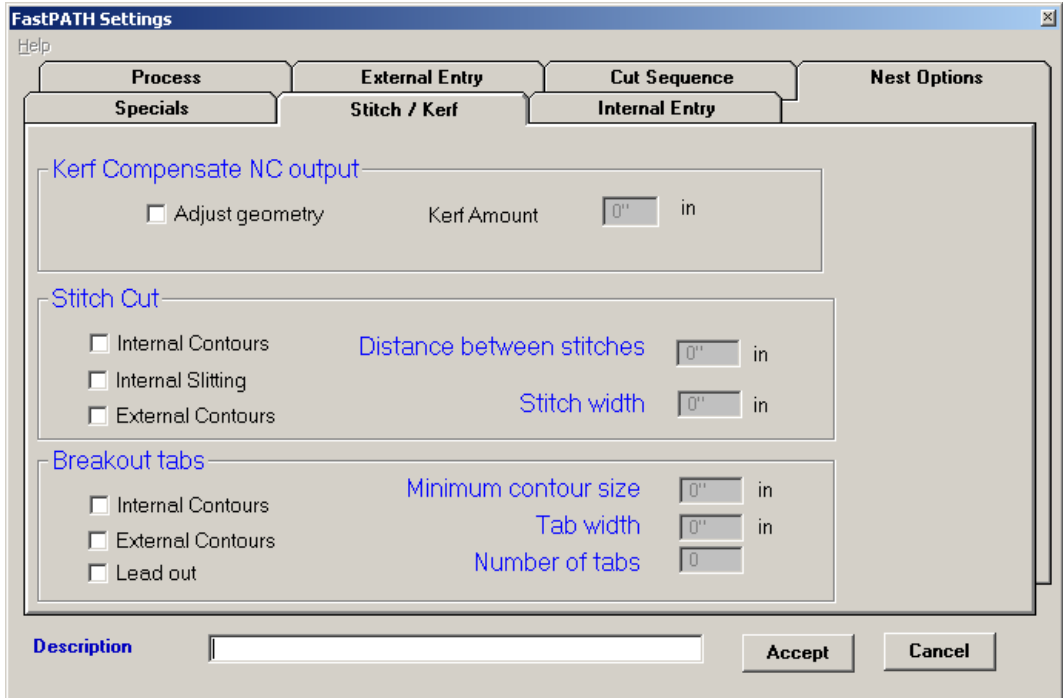 FastPATH Settings
Help
Process External Entry Cut Sequence Nest Options
Specials Stitch / Kerf Internal Entry
Kerf Compensate NC output
Adjust geometry Kerf Amount 0" in
Stitch Cut
Internal Contours Distance between stitches 0" in
Internal Slitting
Stitch width 0" in
External Contours
Breakout tabs
Minimum contour size 0" in
Internal Contours
Tab width 0" in
External Contours
Number of tabs 0
Lead out
Description Accept Cancel